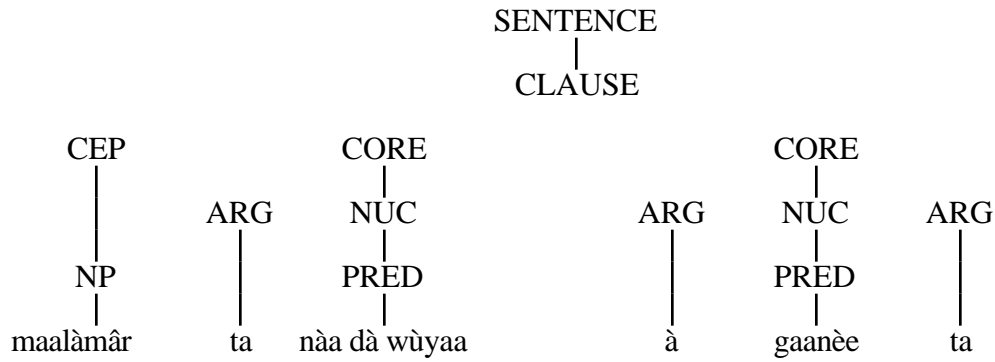 SENTENCE
CLAUSE
CEP CORE CORE
ARG NUC ARG NUC ARG
NP PRED PRED
maalàmâr ta nàa dà wùyaa à gaanèe ta